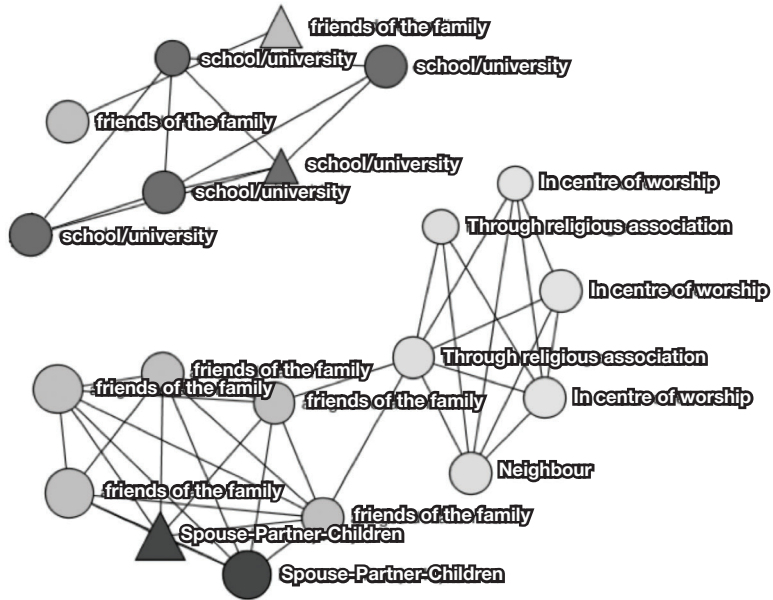 friends of the family
school/university
school/university
friends of the family
school/university
school/university
school/university
In centre of worship
Through religious association
In centre of worship
Through religious association
In centre of worship
Neighbour
friends of the family
friends of the family
friends of the family
friends of the family
friends of the family
Spouse-Partner-Children
Spouse-Partner-Children